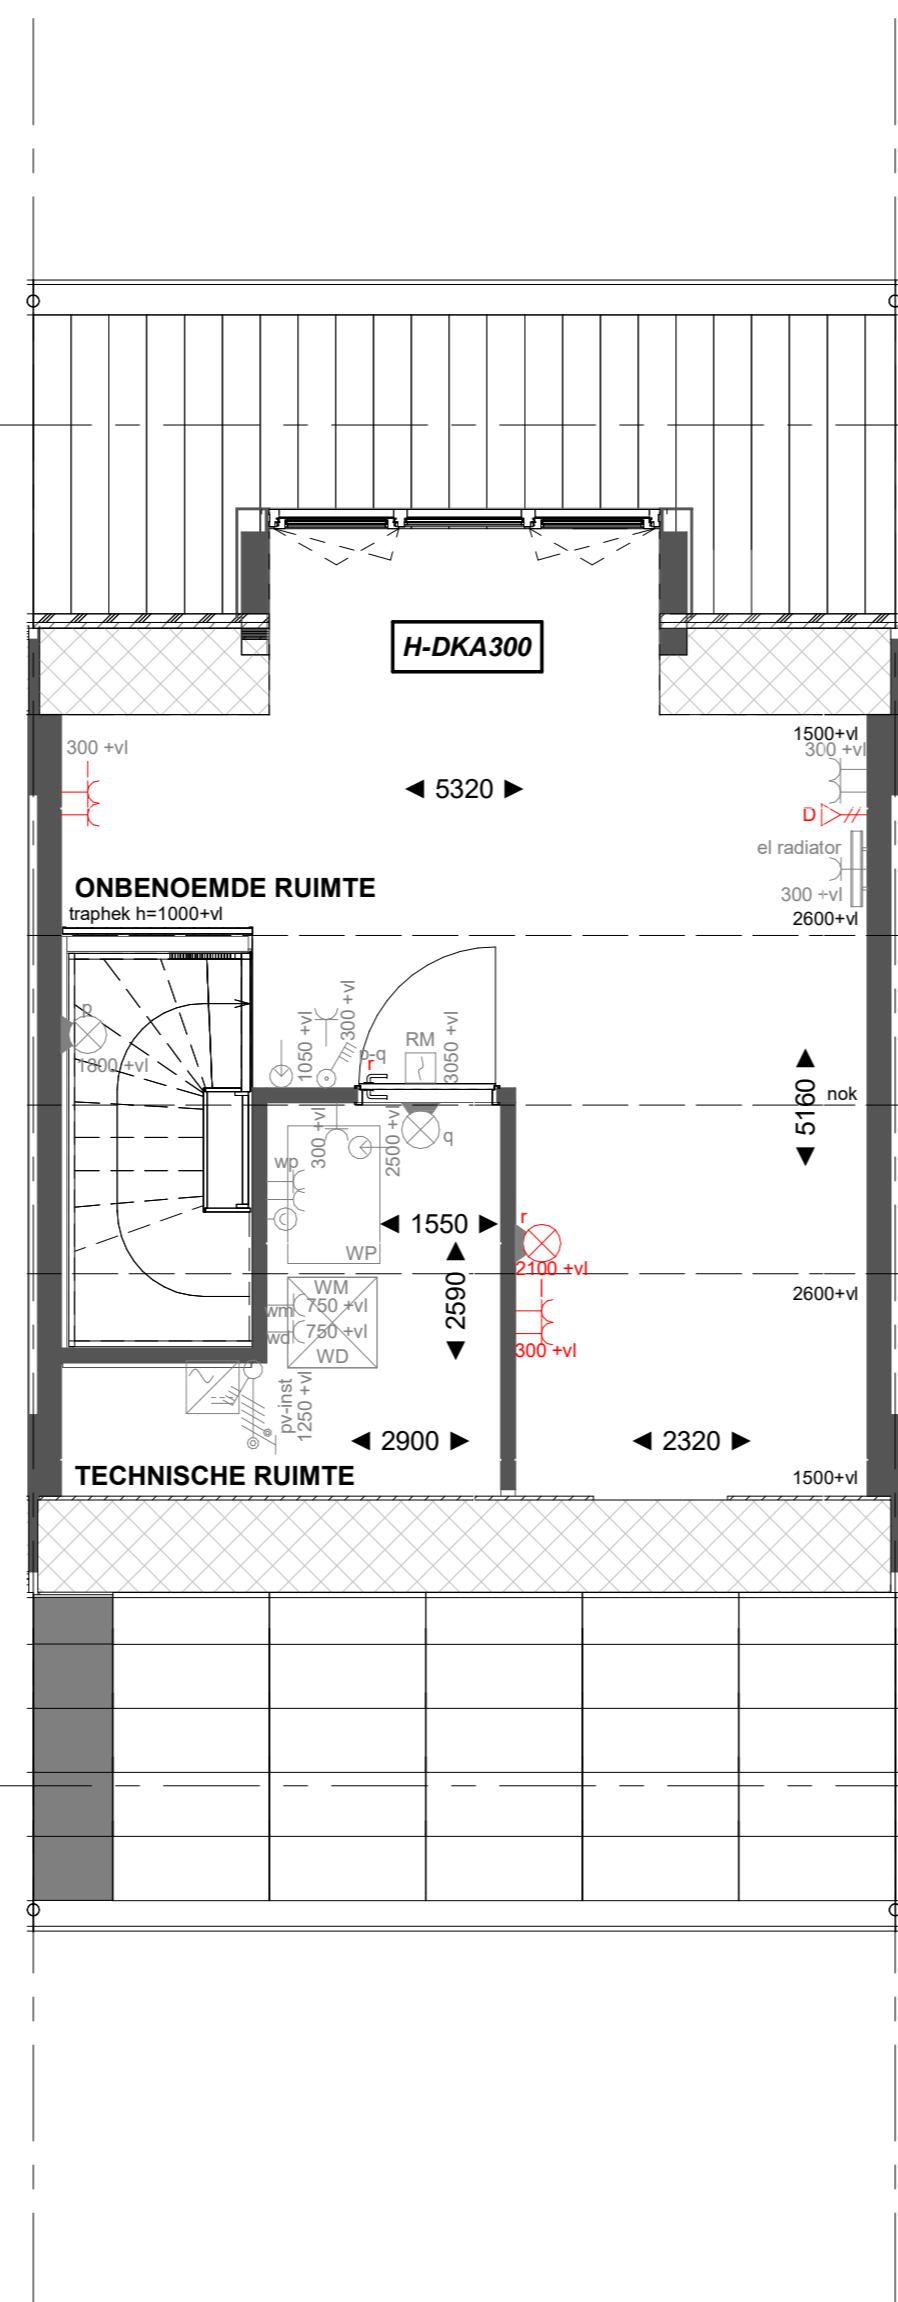 H-DKA300
1500+vl
300 +vl
300 +vl
5320
D
el radiator
300 +vl
2600+vl
ONBENOEMDE RUIMTE
traphek h=1000+vl
p
1800 +vl
1050 +vl
300 +vl
p-q
r
RM
3050 +vl
5160
nok
300 +vl
2500 +vl
q
wp
WP
1550
2590
r
2100 +vl
300 +vl
2600+vl
WM
wm
750 +vl
wd
750 +vl
WD
pv-inst
1250 +vl
2900
2320
TECHNISCHE RUIMTE
1500+vl